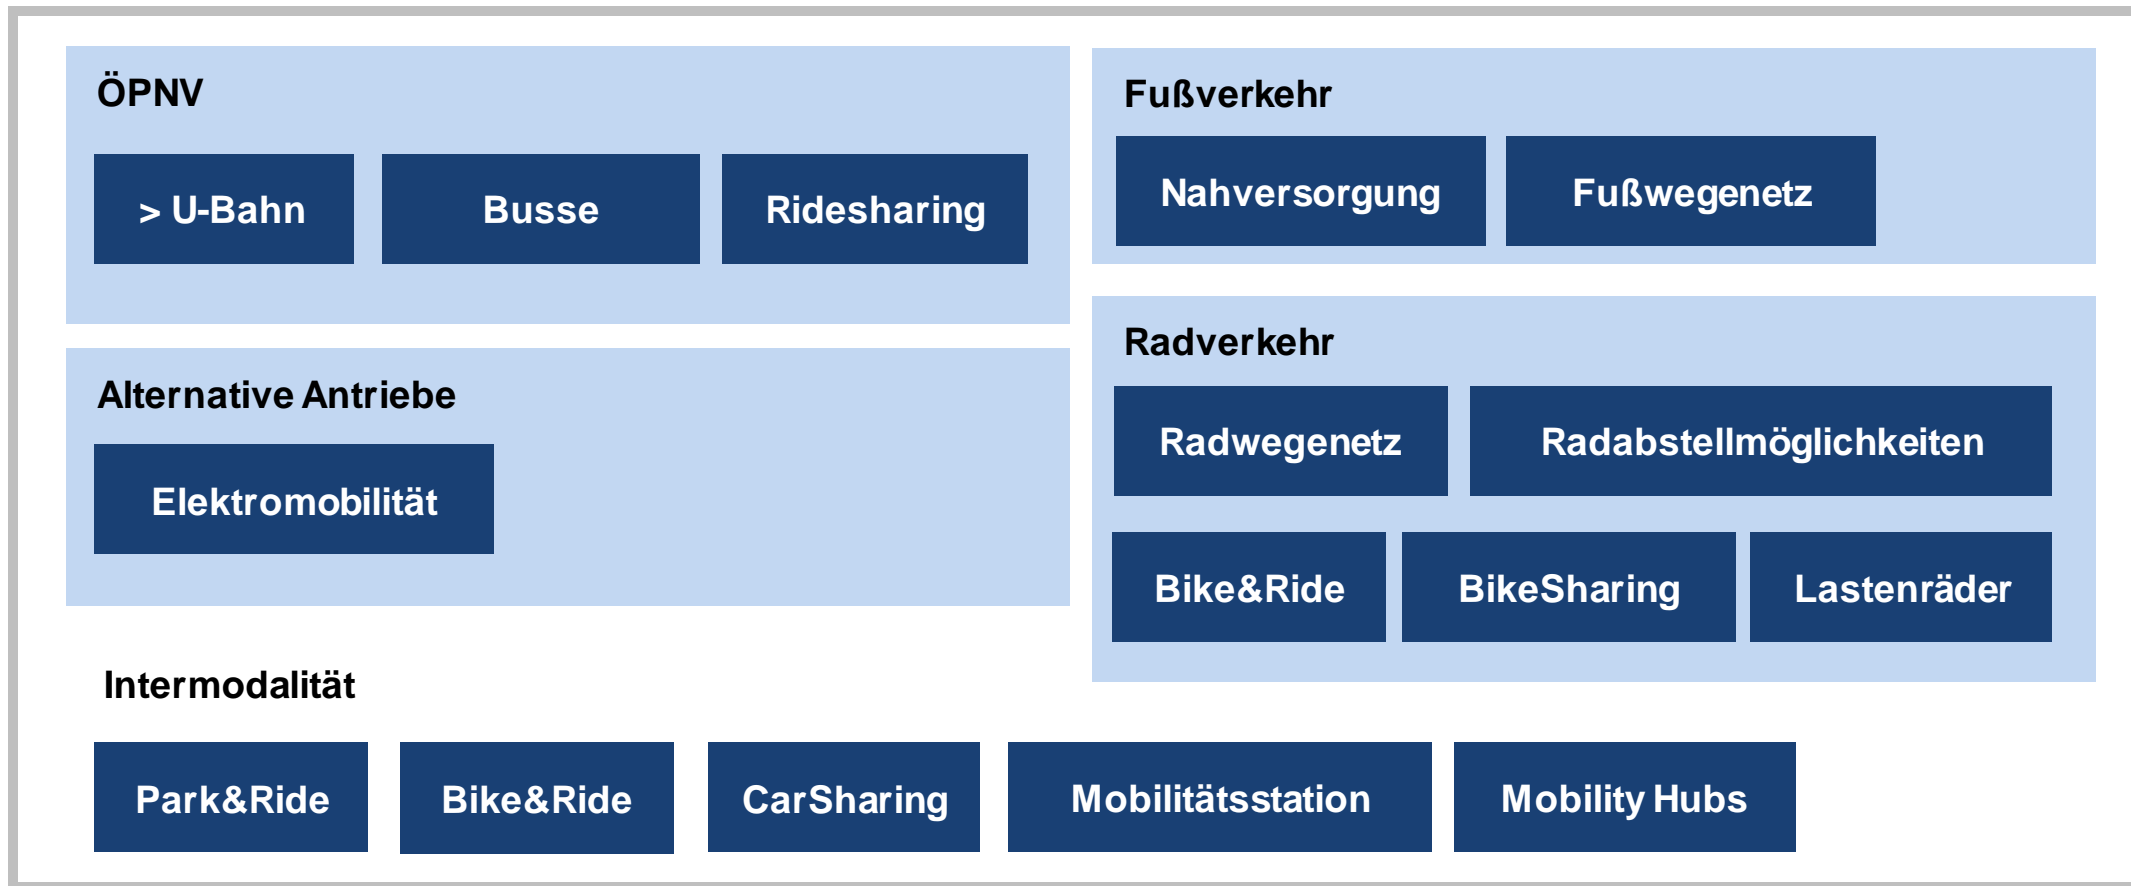 ÖPNV
> U-Bahn
Busse
Ridesharing
Fußverkehr
Nahversorgung
Fußwegenetz
Alternative Antriebe
Elektromobilität
Radverkehr
Radwegenetz
Radabstellmöglichkeiten
Bike&Ride
BikeSharing
Lastenräder
Intermodalität
Park&Ride
Bike&Ride
CarSharing
Mobilitätsstation
Mobility Hubs